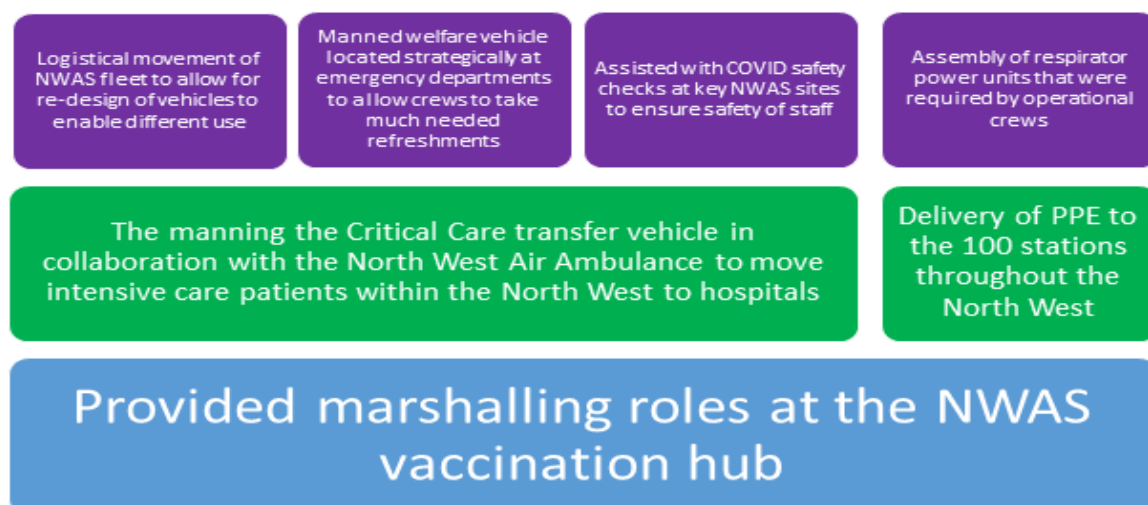 Logistical movement of
NWAS fleet to allow for
re-design of vehicles to
enable different use
Manned welfare vehicle
located strategically at
emergency departments
to allow crews to take
much needed
refreshments
Assisted with COVID safety
checks at key NWAS sites
to ensure safety of staff
Assembly of respirator
power units that were
required by operational
crews
The manning the Critical Care transfer vehicle in
collaboration with the North West Air Ambulance to move
intensive care patients within the North West to hospitals
Delivery of PPE to
the 100 stations
throughout the
North West
Provided marshalling roles at the NWAS
vaccination hub